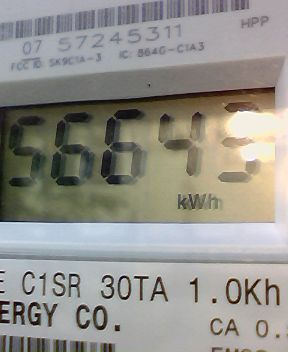 HPP
07 57245311
FCC ID: SK9C1A-3 IC: 864G-C1A3
56643
kWh
E C1SR 30TA 1.0Kh
ERGY CO.
CA 0.